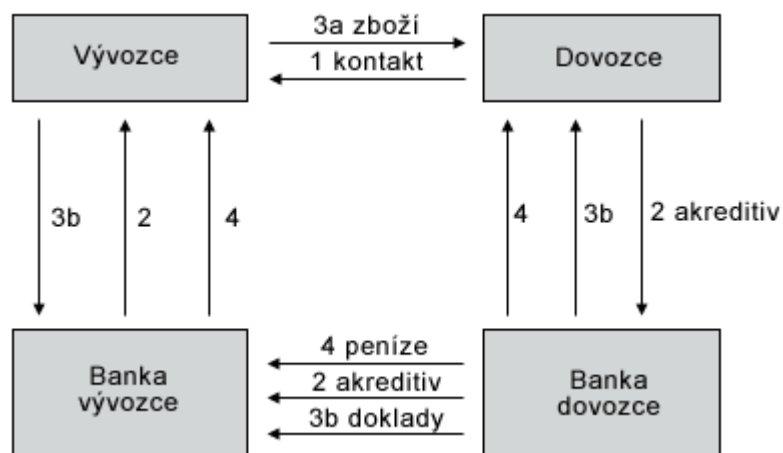 Vývozce
3a zboží
1 kontakt
Dovozce
3b
2
4
4
3b
2 akreditiv
Banka
vývozce
4 peníze
2 akreditiv
3b doklady
Banka
dovozce